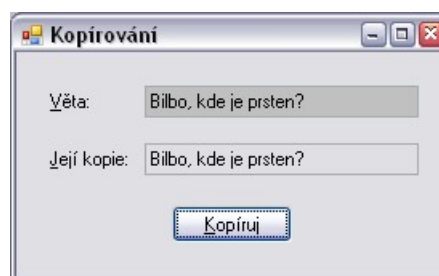 Kopírování
Věta: Bilbo, kde je prsten?
Její kopie: Bilbo, kde je prsten?
Kopíruj